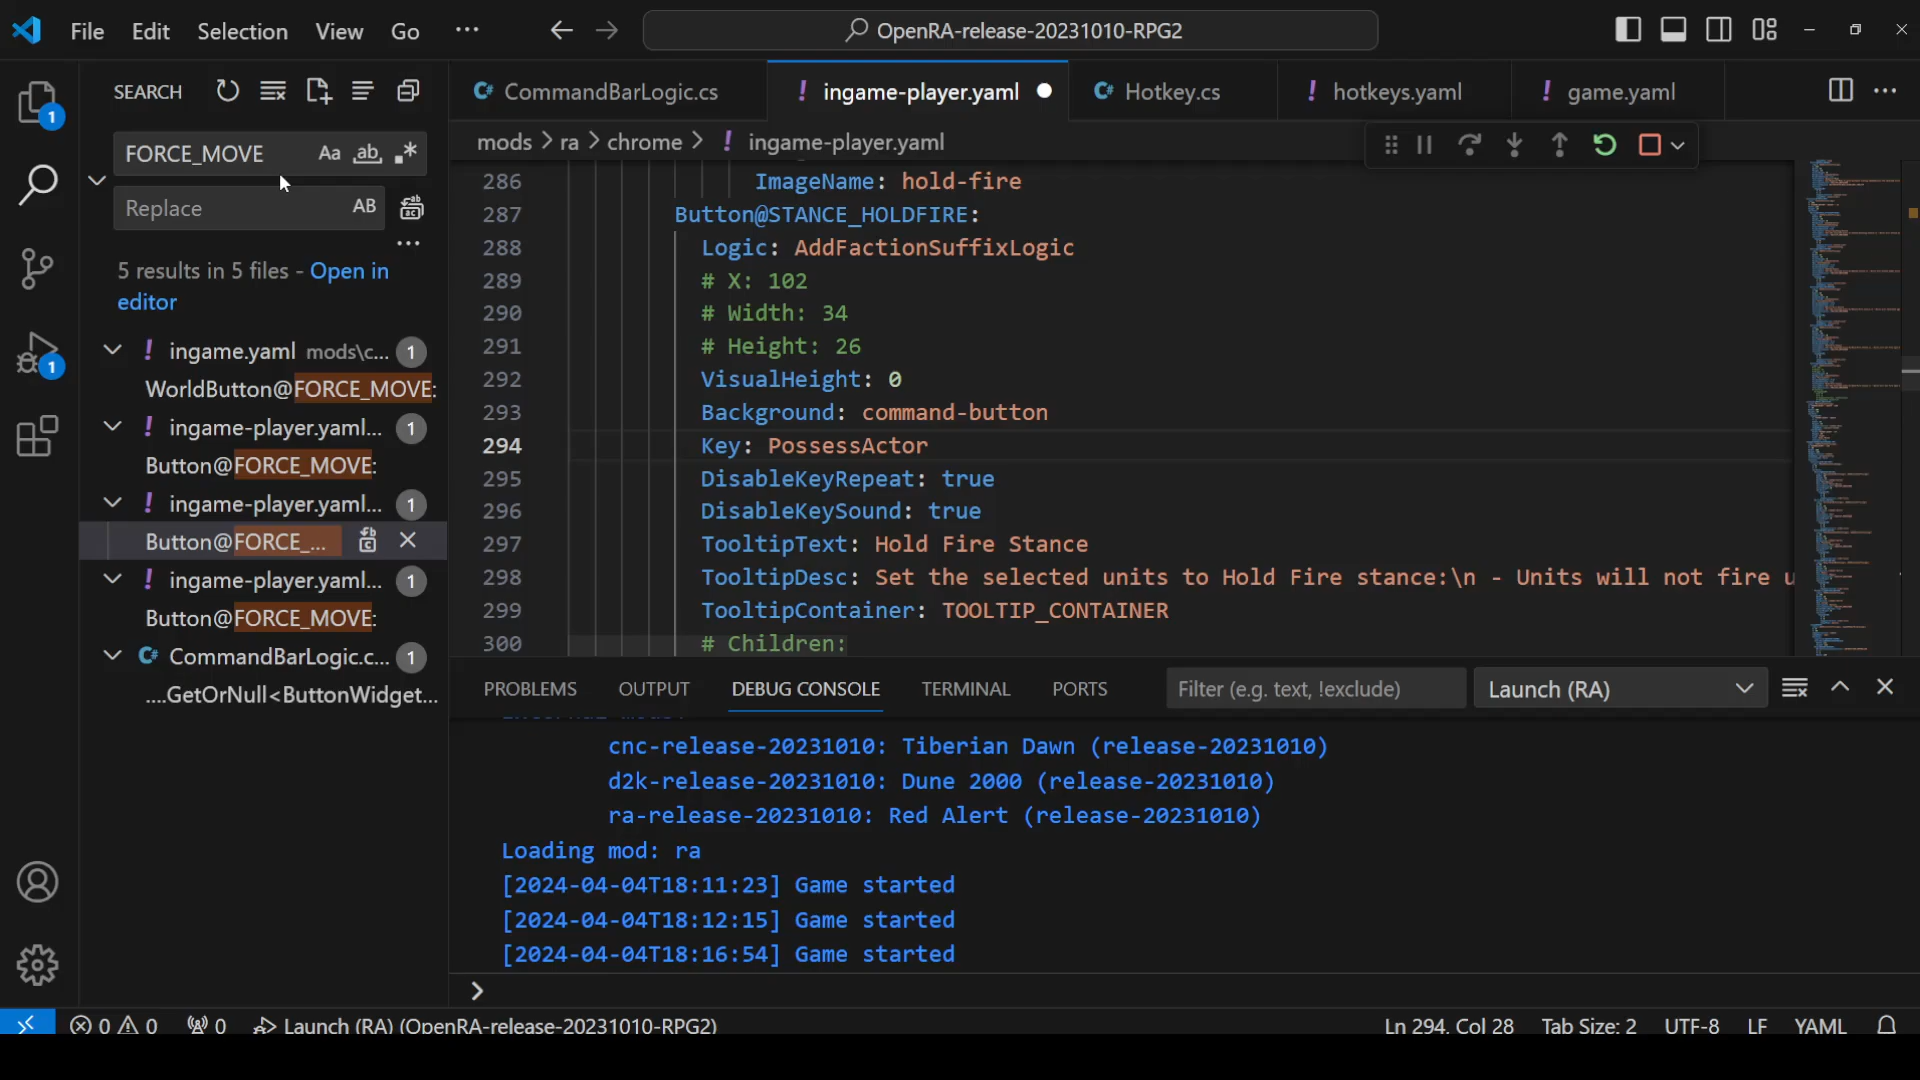 File Edit Selection View Go ··· OpenRA-release-20231010-RPG2
SEARCH
FORCE_MOVE Aa ab
Replace AB
5 results in 5 files - Open in
editor
ingame.yaml mods\c... 1
WorldButton@FORCE_MOVE:
ingame-player.yaml... 1
Button@FORCE_MOVE:
ingame-player.yaml... 1
Button@FORCE_...
ingame-player.yaml... 1
Button@FORCE_MOVE:
CommandBarLogic.c... 1
....GetOrNull<ButtonWidget...
CommandBarLogic.cs ingame-player.yaml Hotkey.cs hotkeys.yaml game.yaml
mods > ra > chrome > ! ingame-player.yaml
286 ImageName: hold-fire
287 Button@STANCE_HOLDFIRE:
288 Logic: AddFactionSuffixLogic
289 # X: 102
290 # Width: 34
291 # Height: 26
292 VisualHeight: 0
293 Background: command-button
294 Key: PossessActor
295 DisableKeyRepeat: true
296 DisableKeySound: true
297 TooltipText: Hold Fire Stance
298 TooltipDesc: Set the selected units to Hold Fire stance:\n - Units will not fire u
299 TooltipContainer: TOOLTIP_CONTAINER
300 # Children:
PROBLEMS OUTPUT DEBUG CONSOLE TERMINAL PORTS Filter (e.g. text, !exclude) Launch (RA)
cnc-release-20231010: Tiberian Dawn (release-20231010)
d2k-release-20231010: Dune 2000 (release-20231010)
ra-release-20231010: Red Alert (release-20231010)
Loading mod: ra
[2024-04-04T18:11:23] Game started
[2024-04-04T18:12:15] Game started
[2024-04-04T18:16:54] Game started
1
1
0 0 0 Launch (RA) (OpenRA-release-20231010-RPG2) Ln 294, Col 28 Tab Size: 2 UTF-8 LF YAML